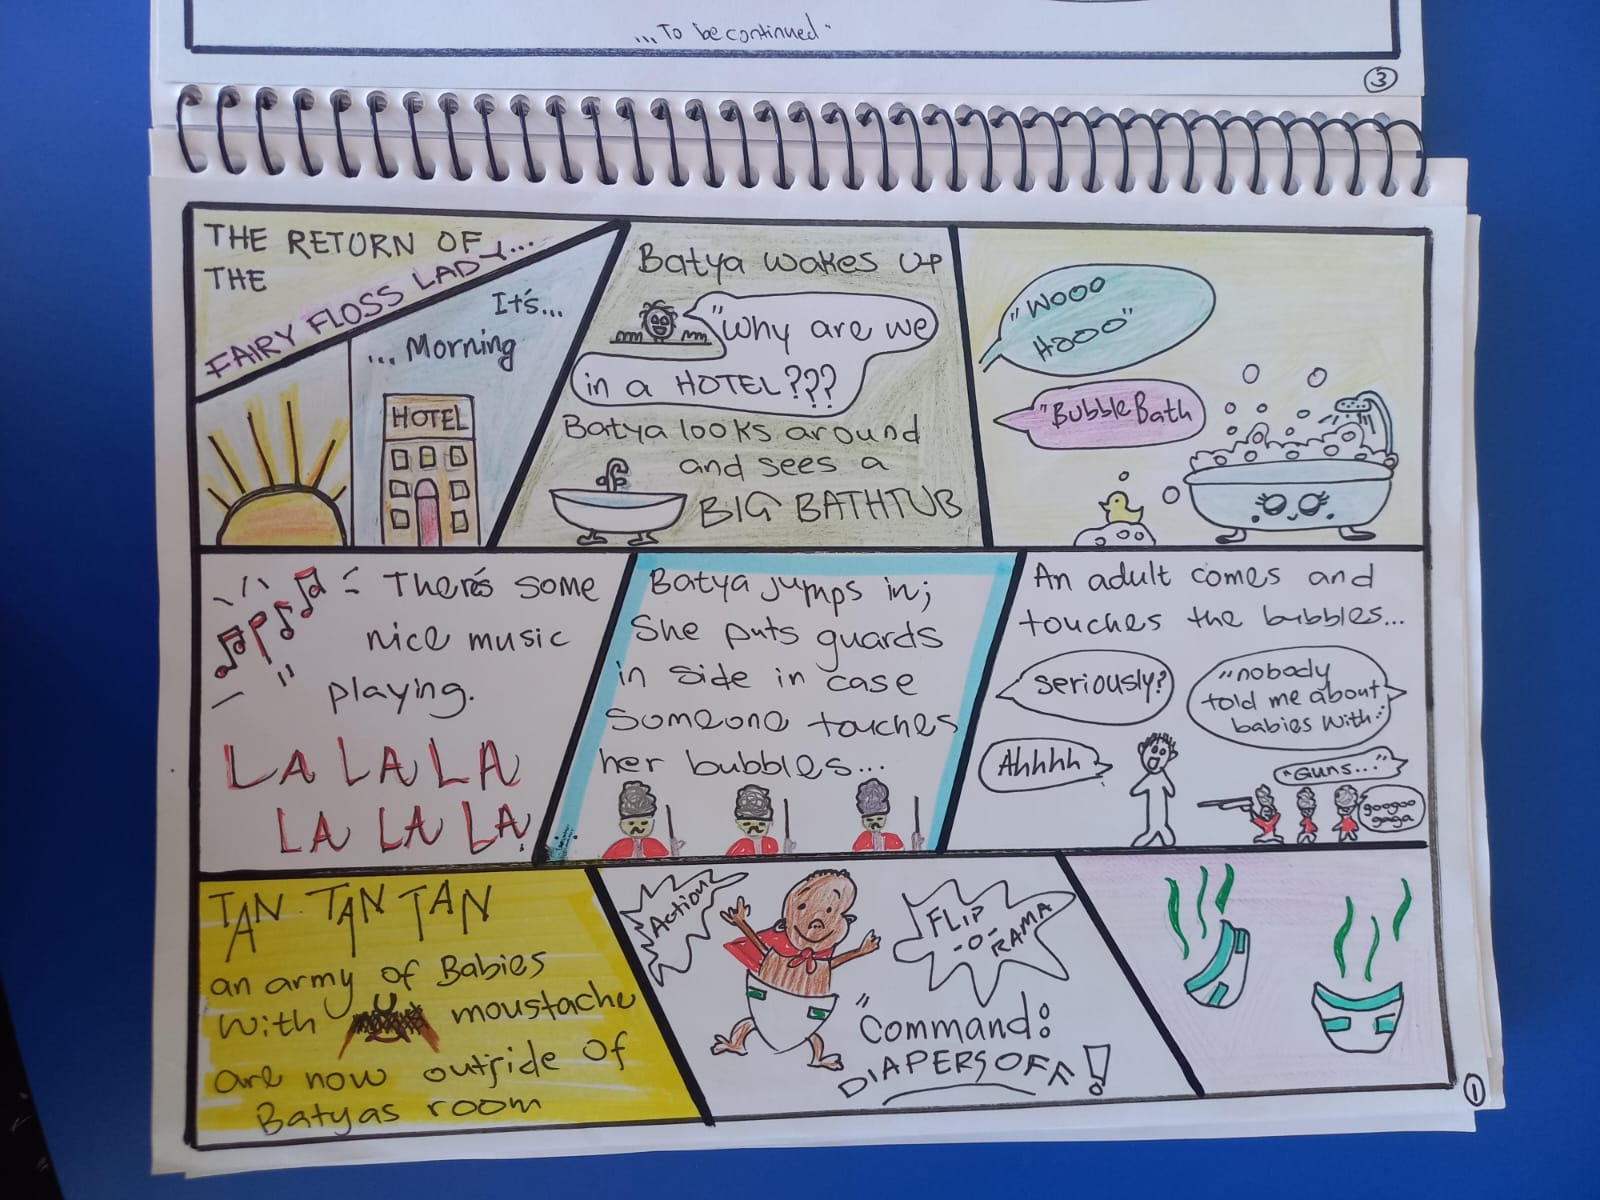 ...To be continued"
3
THE RETURN OF
THE
FAIRY FLOSS LADY...
It's...
...Morning
HOTEL
Batya wakes up
"Why are we
in a HOTEL???
Batya looks around
and sees a
BIG BATHTUB
"Wooo
Hooo"
"Bubble Bath
There's some
nice music
playing.
LA LA LA
LA LA LA
Batya jumps in;
She puts guards
in side in case
someone touches
her bubbles...
An adult comes and
touches the bubbles...
seriously?
"nobody
told me about
babies with..
Ahhhh
"Guns..."
googoo
gaga
TAN TAN TAN
an army of Babies
with moustache
are now outside of
Batyas room
Action
FLIP
-O-
RAMA
"Command:
DIAPERS OFF!
1